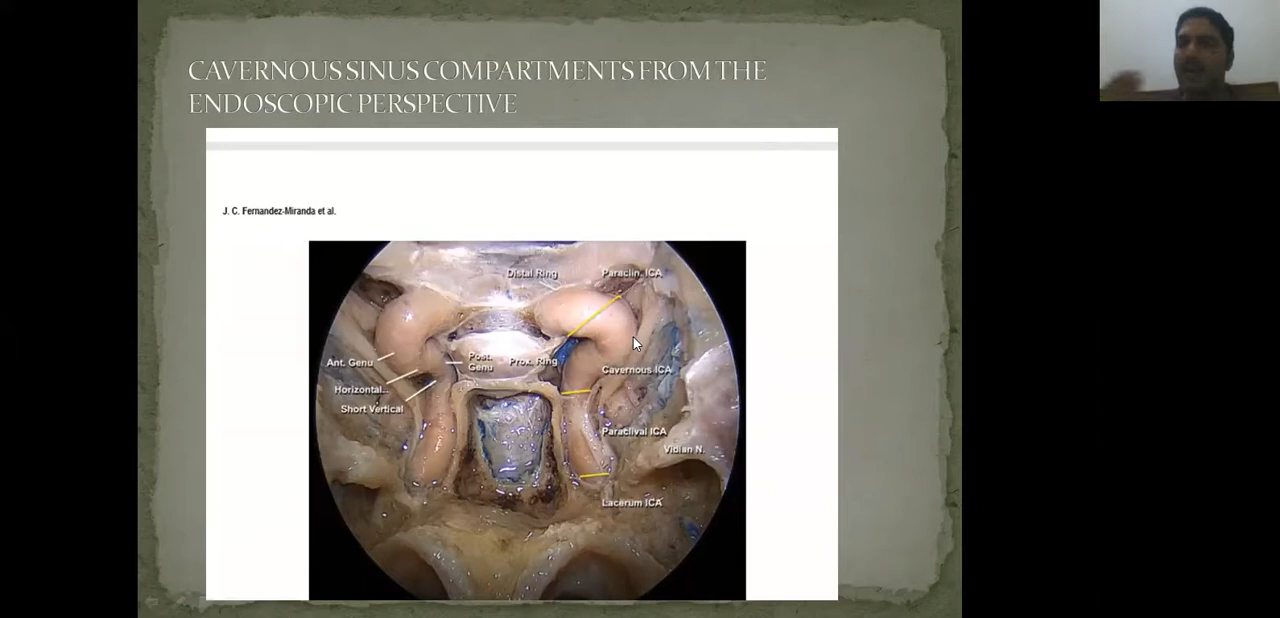 CAVERNOUS SINUS COMPARTMENTS FROM THE
ENDOSCOPIC PERSPECTIVE
J. C. Fernandez-Miranda et al.
Distal Ring
Paraclin. ICA
Ant. Genu
Post.
Genu
Prox. Ring
Cavernous ICA
Horizontal..
Short Vertical
Paraclival ICA
Vidian N.
Lacerum ICA